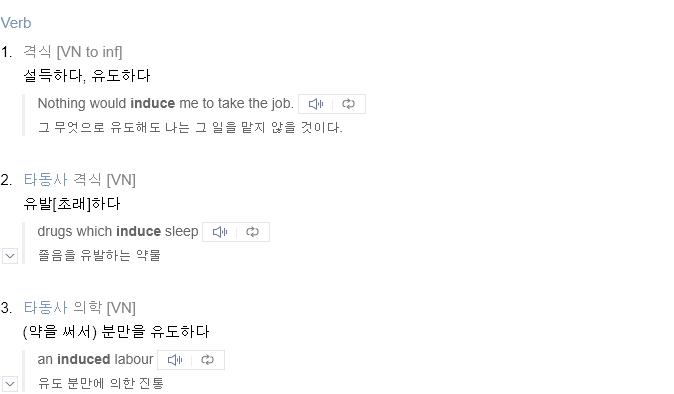 Verb
1. 격식 [VN to inf]
설득하다, 유도하다
Nothing would induce me to take the job.
그 무엇으로 유도해도 나는 그 일을 맡지 않을 것이다.
2. 타동사 격식 [VN]
유발[초래]하다
drugs which induce sleep
졸음을 유발하는 약물
3. 타동사 의학 [VN]
(약을 써서) 분만을 유도하다
an induced labour
유도 분만에 의한 진통